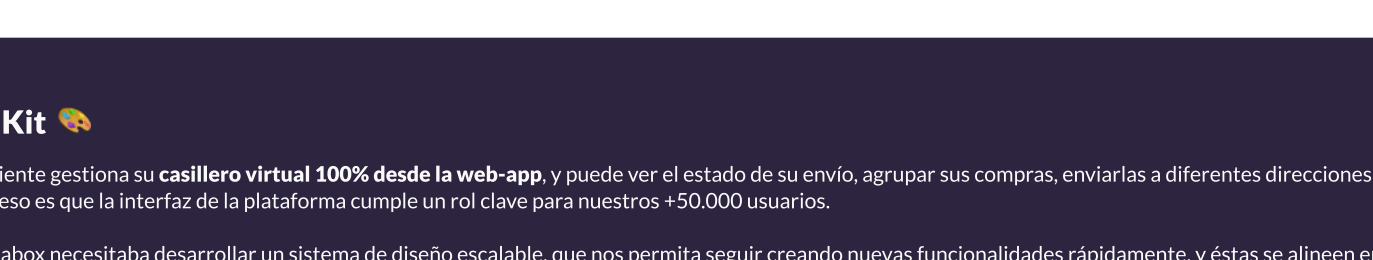 Kit 🎨
iente gestiona su casillero virtual 100% desde la web-app, y puede ver el estado de su envío, agrupar sus compras, enviarlas a diferentes direcciones
eso es que la interfaz de la plataforma cumple un rol clave para nuestros +50.000 usuarios.
abox necesitaba desarrollar un sistema de diseño escalable, que nos permita seguir creando nuevas funcionalidades rápidamente, y éstas se alineen e